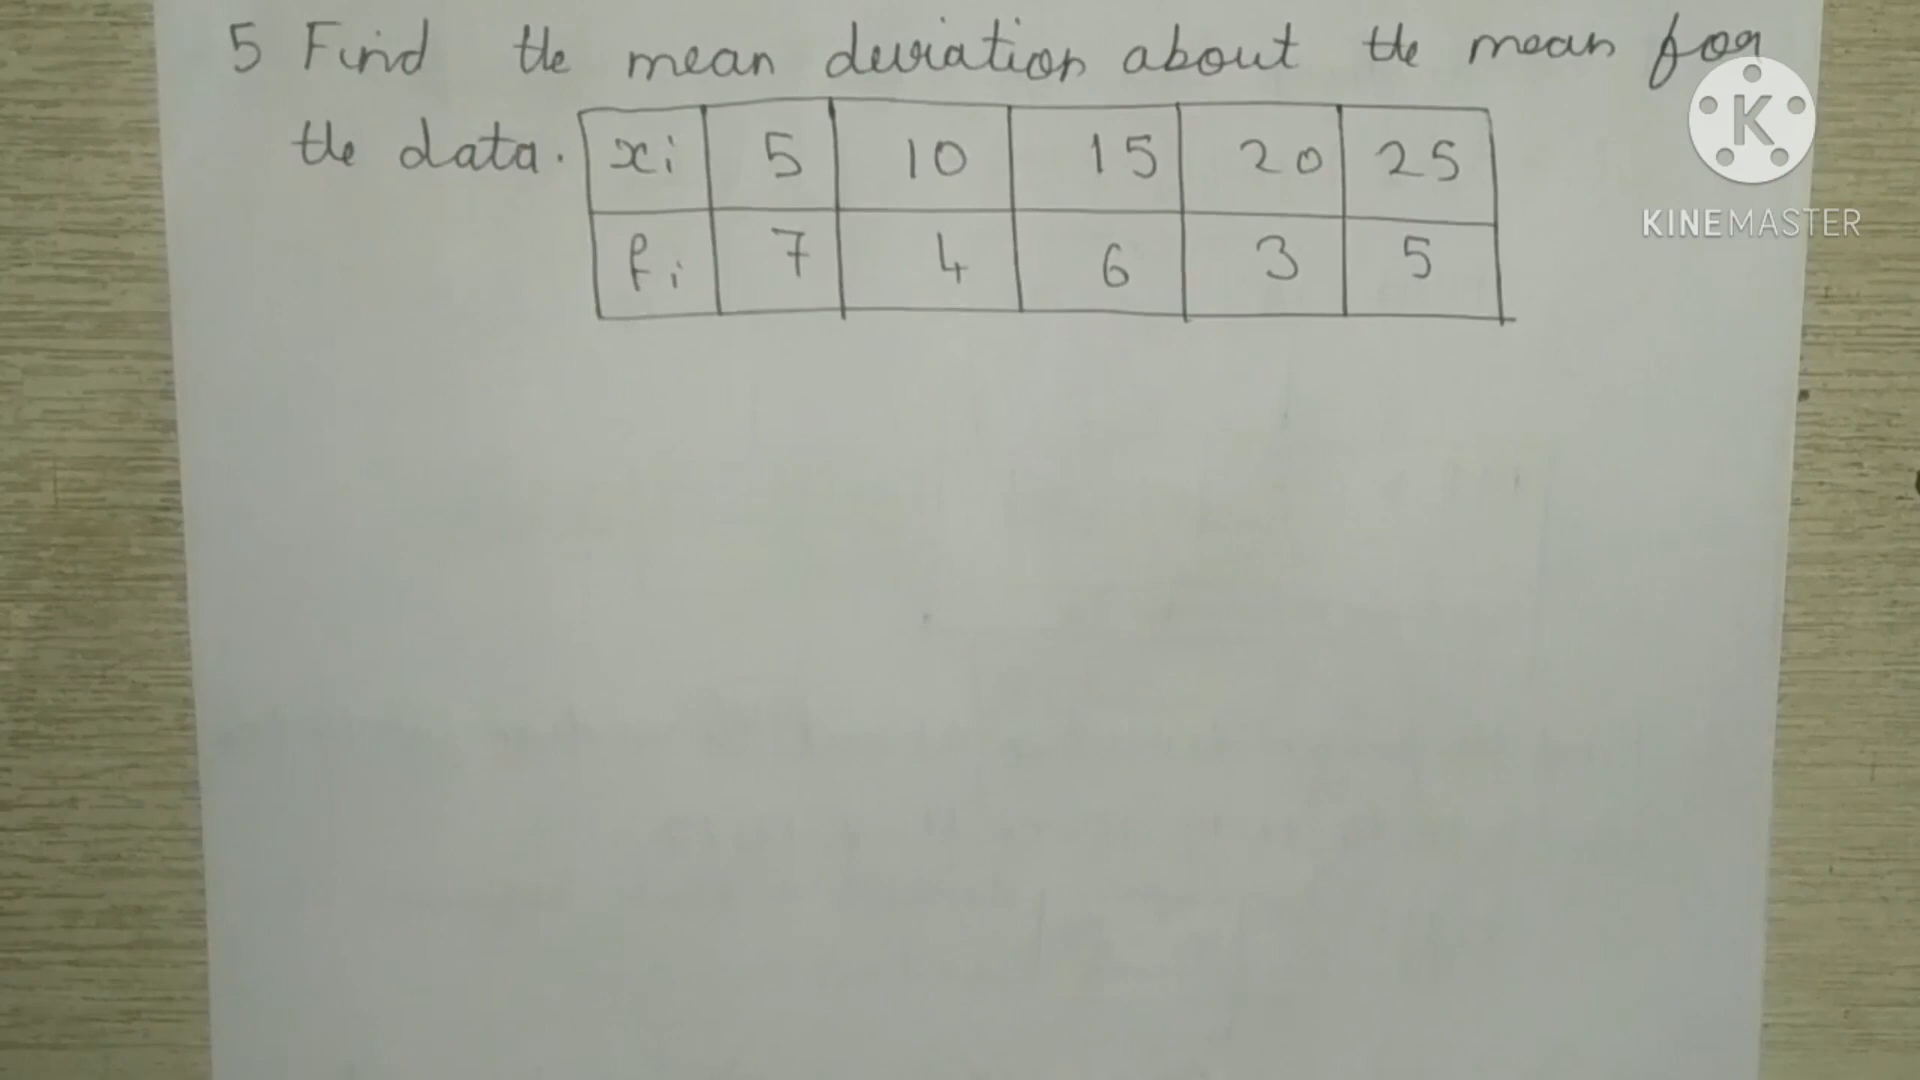 5 Find the mean deviation about the mean for
the data. xi 5 10 15 20 25
fi 7 4 6 3 5
K
KINEMASTER